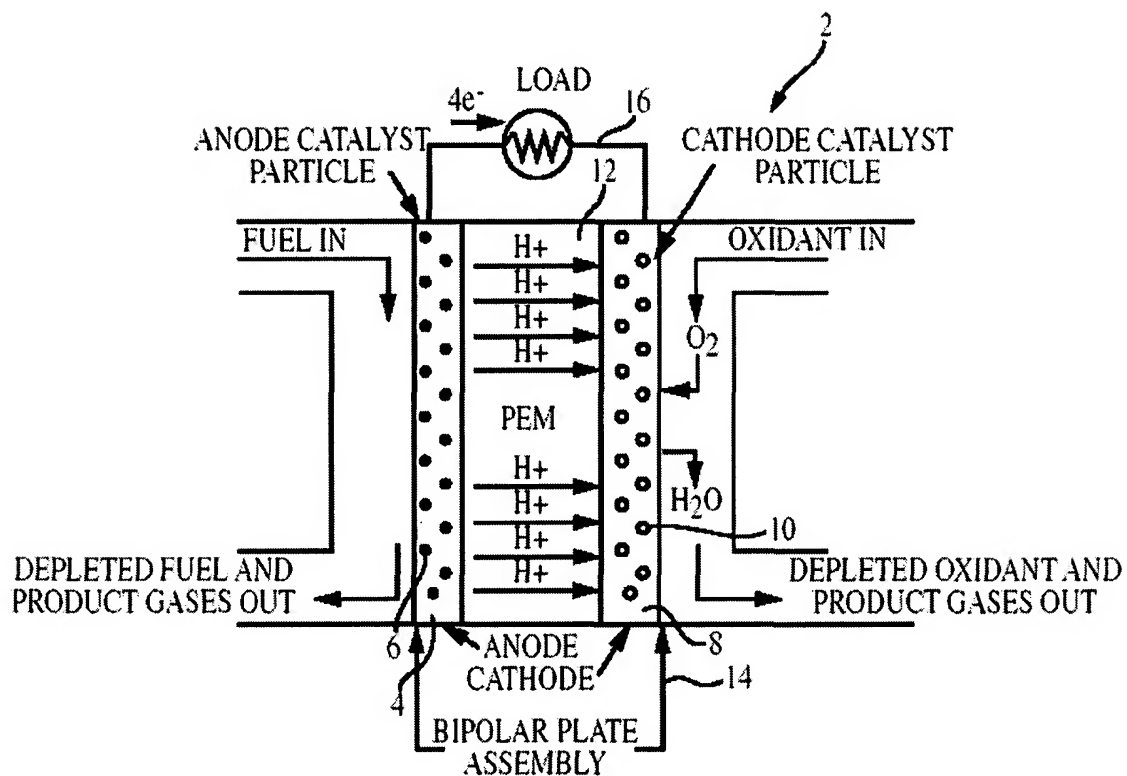 2
LOAD
4e-
16
ANODE CATALYST
PARTICLE
CATHODE CATALYST
PARTICLE
12
FUEL IN
OXIDANT IN
H+
H+
H+
H+
O2
PEM
H+
H+
H+
H+
H2O
10
DEPLETED FUEL AND
PRODUCT GASES OUT
DEPLETED OXIDANT AND
PRODUCT GASES OUT
6
4
ANODE
CATHODE
8
14
BIPOLAR PLATE
ASSEMBLY